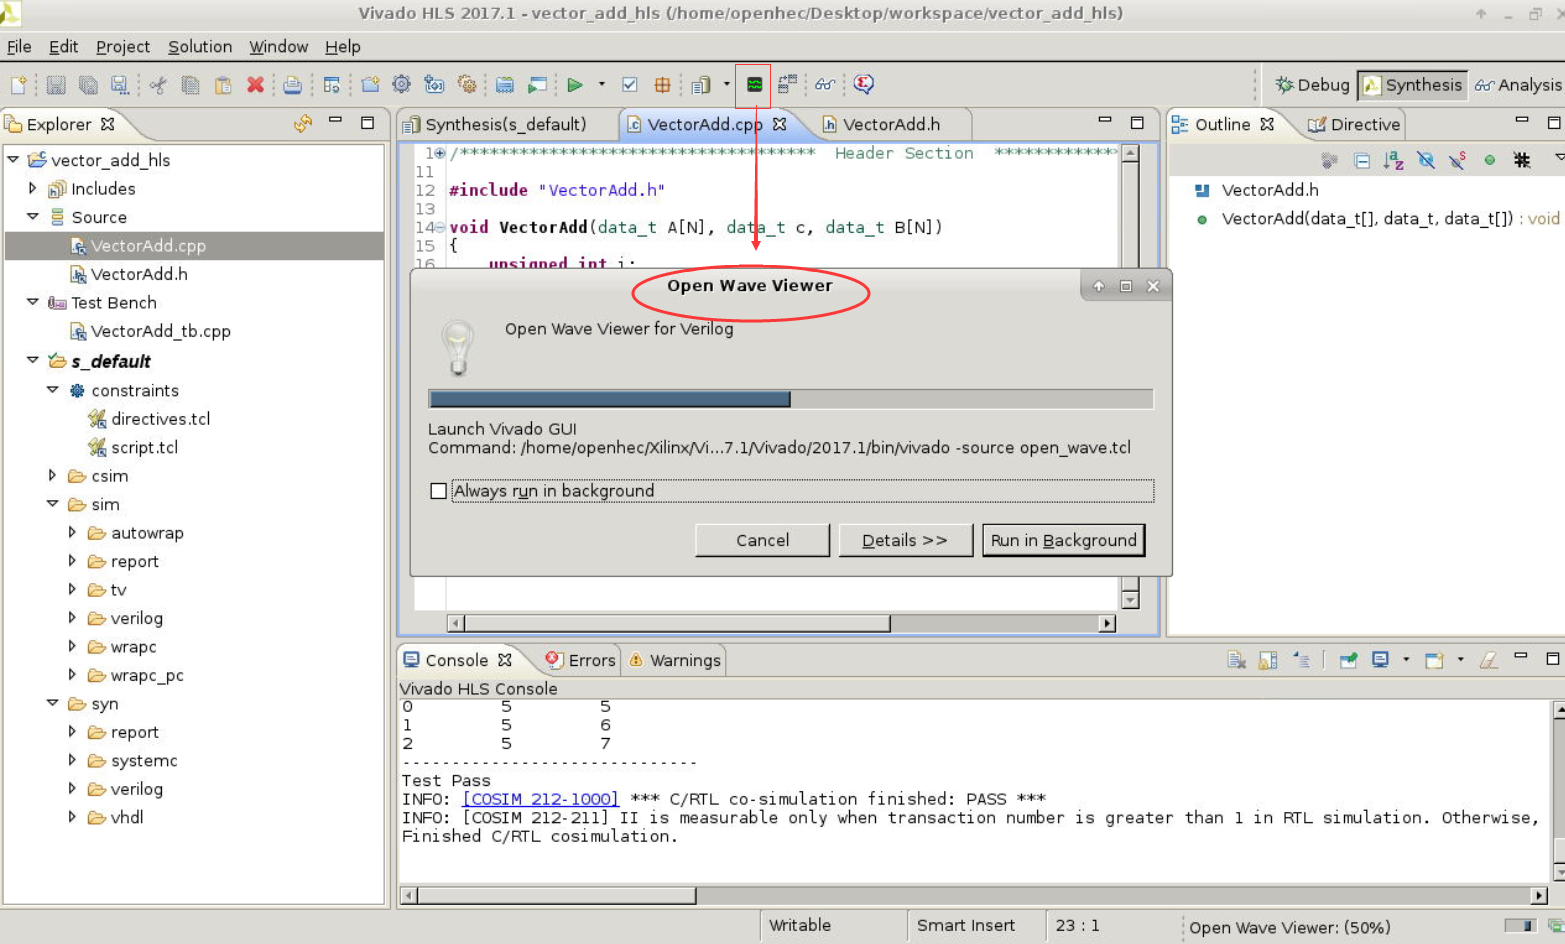 Vivado HLS 2017.1 - vector_add_hls (/home/openhec/Desktop/workspace/vector_add_hls)
File Edit Project Solution Window Help
Debug Synthesis Analysis
Explorer
vector_add_hls
Includes
Source
VectorAdd.cpp
VectorAdd.h
Test Bench
VectorAdd_tb.cpp
s_default
constraints
directives.tcl
script.tcl
csim
sim
autowrap
report
tv
verilog
wrapc
wrapc_pc
syn
report
systemc
verilog
vhdl
Synthesis(s_default) VectorAdd.cpp VectorAdd.h
1 /************************************ Header Section *************
11
12 #include "VectorAdd.h"
13
14 void VectorAdd(data_t A[N], data_t c, data_t B[N])
15 {
16 unsigned int i;
Outline Directive
VectorAdd.h
VectorAdd(data_t[], data_t, data_t[]) : void
Open Wave Viewer
Open Wave Viewer for Verilog
Launch Vivado GUI
Command: /home/openhec/Xilinx/Vi...7.1/Vivado/2017.1/bin/vivado -source open_wave.tcl
Always run in background
Cancel Details >> Run in Background
Console Errors Warnings
Vivado HLS Console
0 5 5
1 5 6
2 5 7
------------------------------
Test Pass
INFO: [COSIM 212-1000] *** C/RTL co-simulation finished: PASS ***
INFO: [COSIM 212-211] II is measurable only when transaction number is greater than 1 in RTL simulation. Otherwise,
Finished C/RTL cosimulation.
Writable Smart Insert 23 : 1 Open Wave Viewer: (50%)